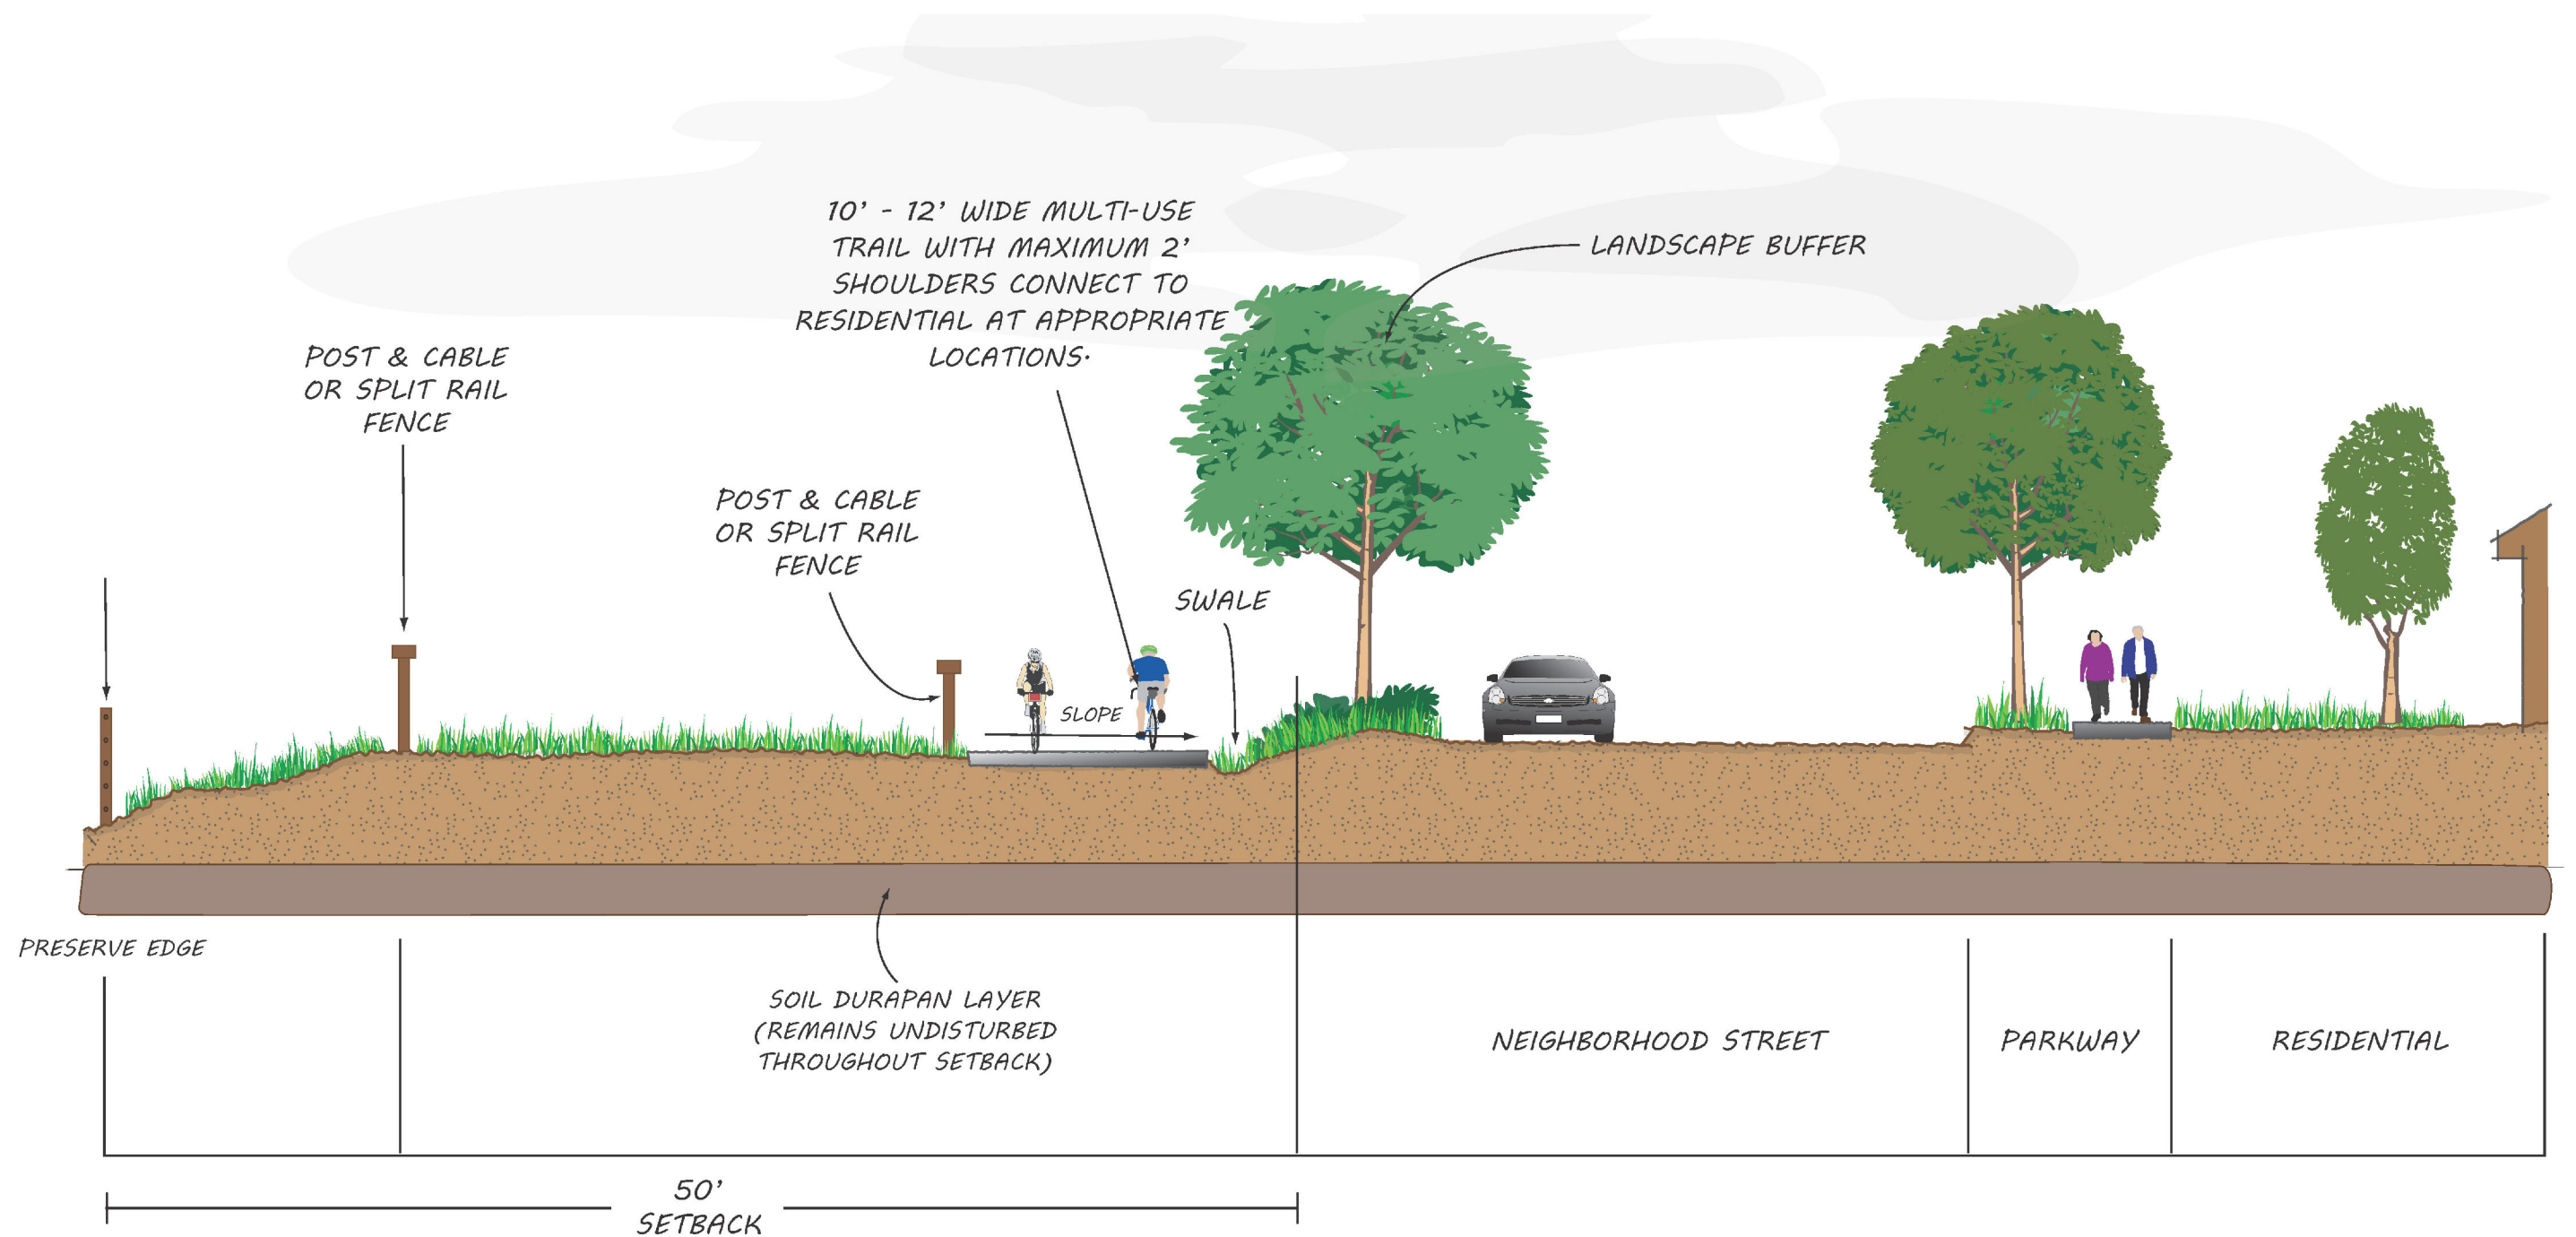 10' - 12' WIDE MULTI-USE
TRAIL WITH MAXIMUM 2'
SHOULDERS CONNECT TO
RESIDENTIAL AT APPROPRIATE
LOCATIONS.
LANDSCAPE BUFFER
POST & CABLE
OR SPLIT RAIL
FENCE
POST & CABLE
OR SPLIT RAIL
FENCE
SWALE
SLOPE
PRESERVE EDGE
SOIL DURAPAN LAYER
(REMAINS UNDISTURBED
THROUGHOUT SETBACK)
NEIGHBORHOOD STREET
PARKWAY
RESIDENTIAL
50'
SETBACK